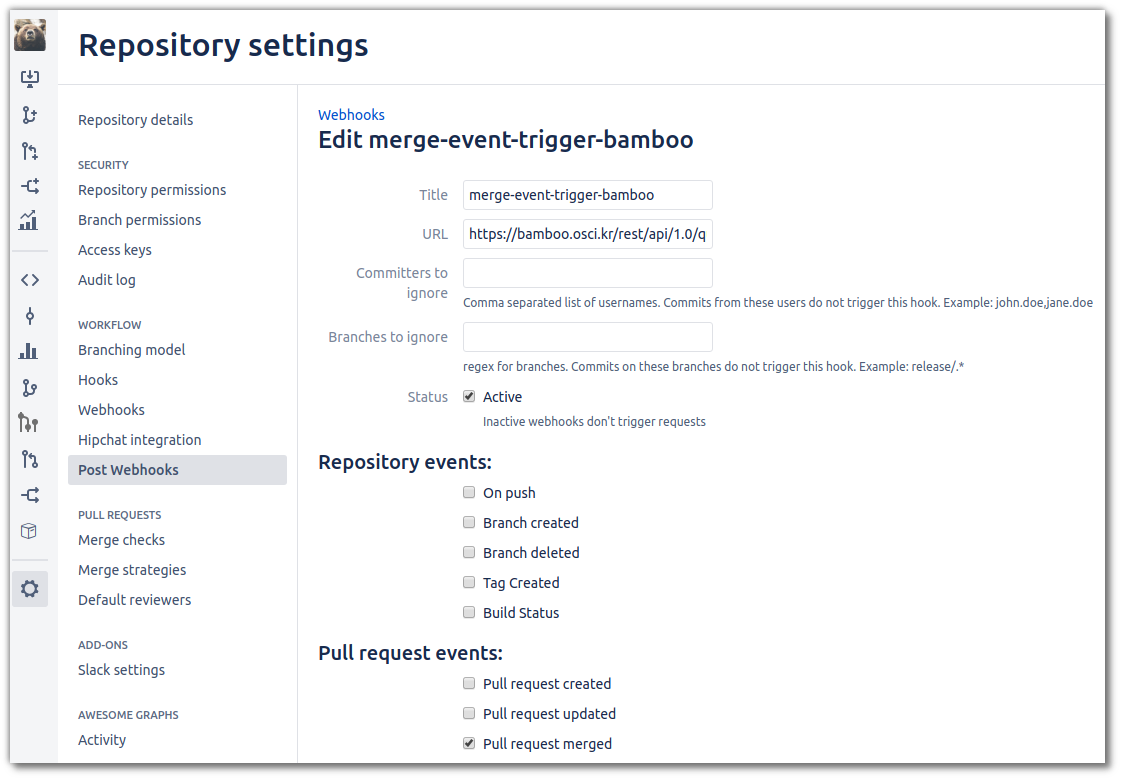 Repository settings
Repository details
SECURITY
Repository permissions
Branch permissions
Access keys
Audit log
WORKFLOW
Branching model
Hooks
Webhooks
Hipchat integration
Post Webhooks
PULL REQUESTS
Merge checks
Merge strategies
Default reviewers
ADD-ONS
Slack settings
AWESOME GRAPHS
Activity
Webhooks
Edit merge-event-trigger-bamboo
Title merge-event-trigger-bamboo
URL https://bamboo.osci.kr/rest/api/1.0/q
Committers to
ignore
Comma separated list of usernames. Commits from these users do not trigger this hook. Example: john.doe,jane.doe
Branches to ignore
regex for branches. Commits on these branches do not trigger this hook. Example: release/.*
Status Active
Inactive webhooks don't trigger requests
Repository events:
On push
Branch created
Branch deleted
Tag Created
Build Status
Pull request events:
Pull request created
Pull request updated
Pull request merged